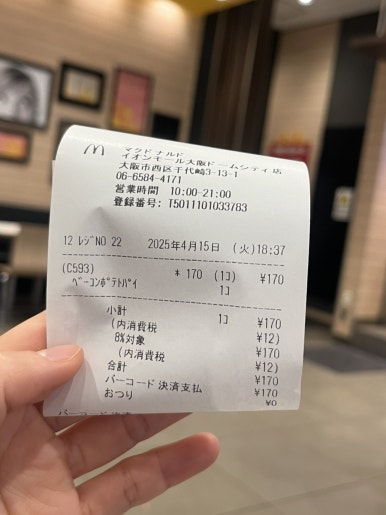 マクドナルド
イオンモール大阪ドームシティ店
大阪市西区千代崎3-13-1
06-6584-4171
営業時間 10:00-21:00
登録番号: T5011101033783
12 レジNO 22 2025年4月15日 (火)18:37
(C593) * 170 (1コ) ¥170
ベーコンポテトパイ 1コ
小計 1コ ¥170
(内消費税 ¥12)
8%対象 ¥170
(内消費税 ¥12)
合計 ¥170
バーコード決済支払 ¥170
おつり ¥0